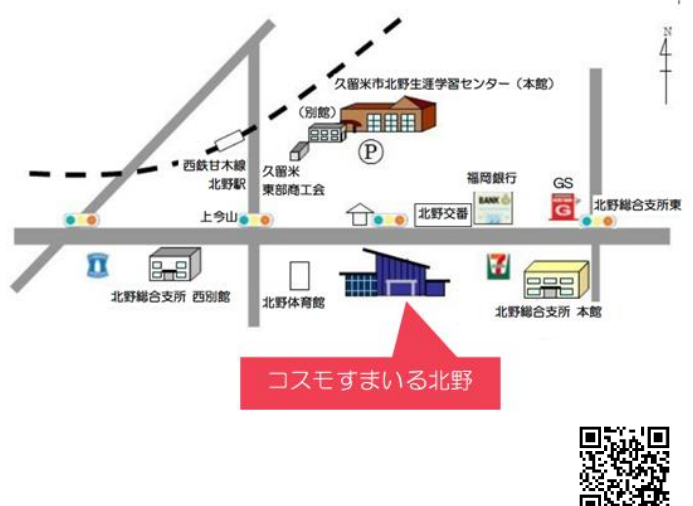 N
久留米市北野生涯学習センター（本館）
（別館）
P
西鉄甘木線
北野駅
久留米
東部商工会
福岡銀行
BANK
GS
G
北野総合支所東
上今山
北野交番
7
北野総合支所 西別館
北野体育館
北野総合支所 本館
コスモすまいる北野